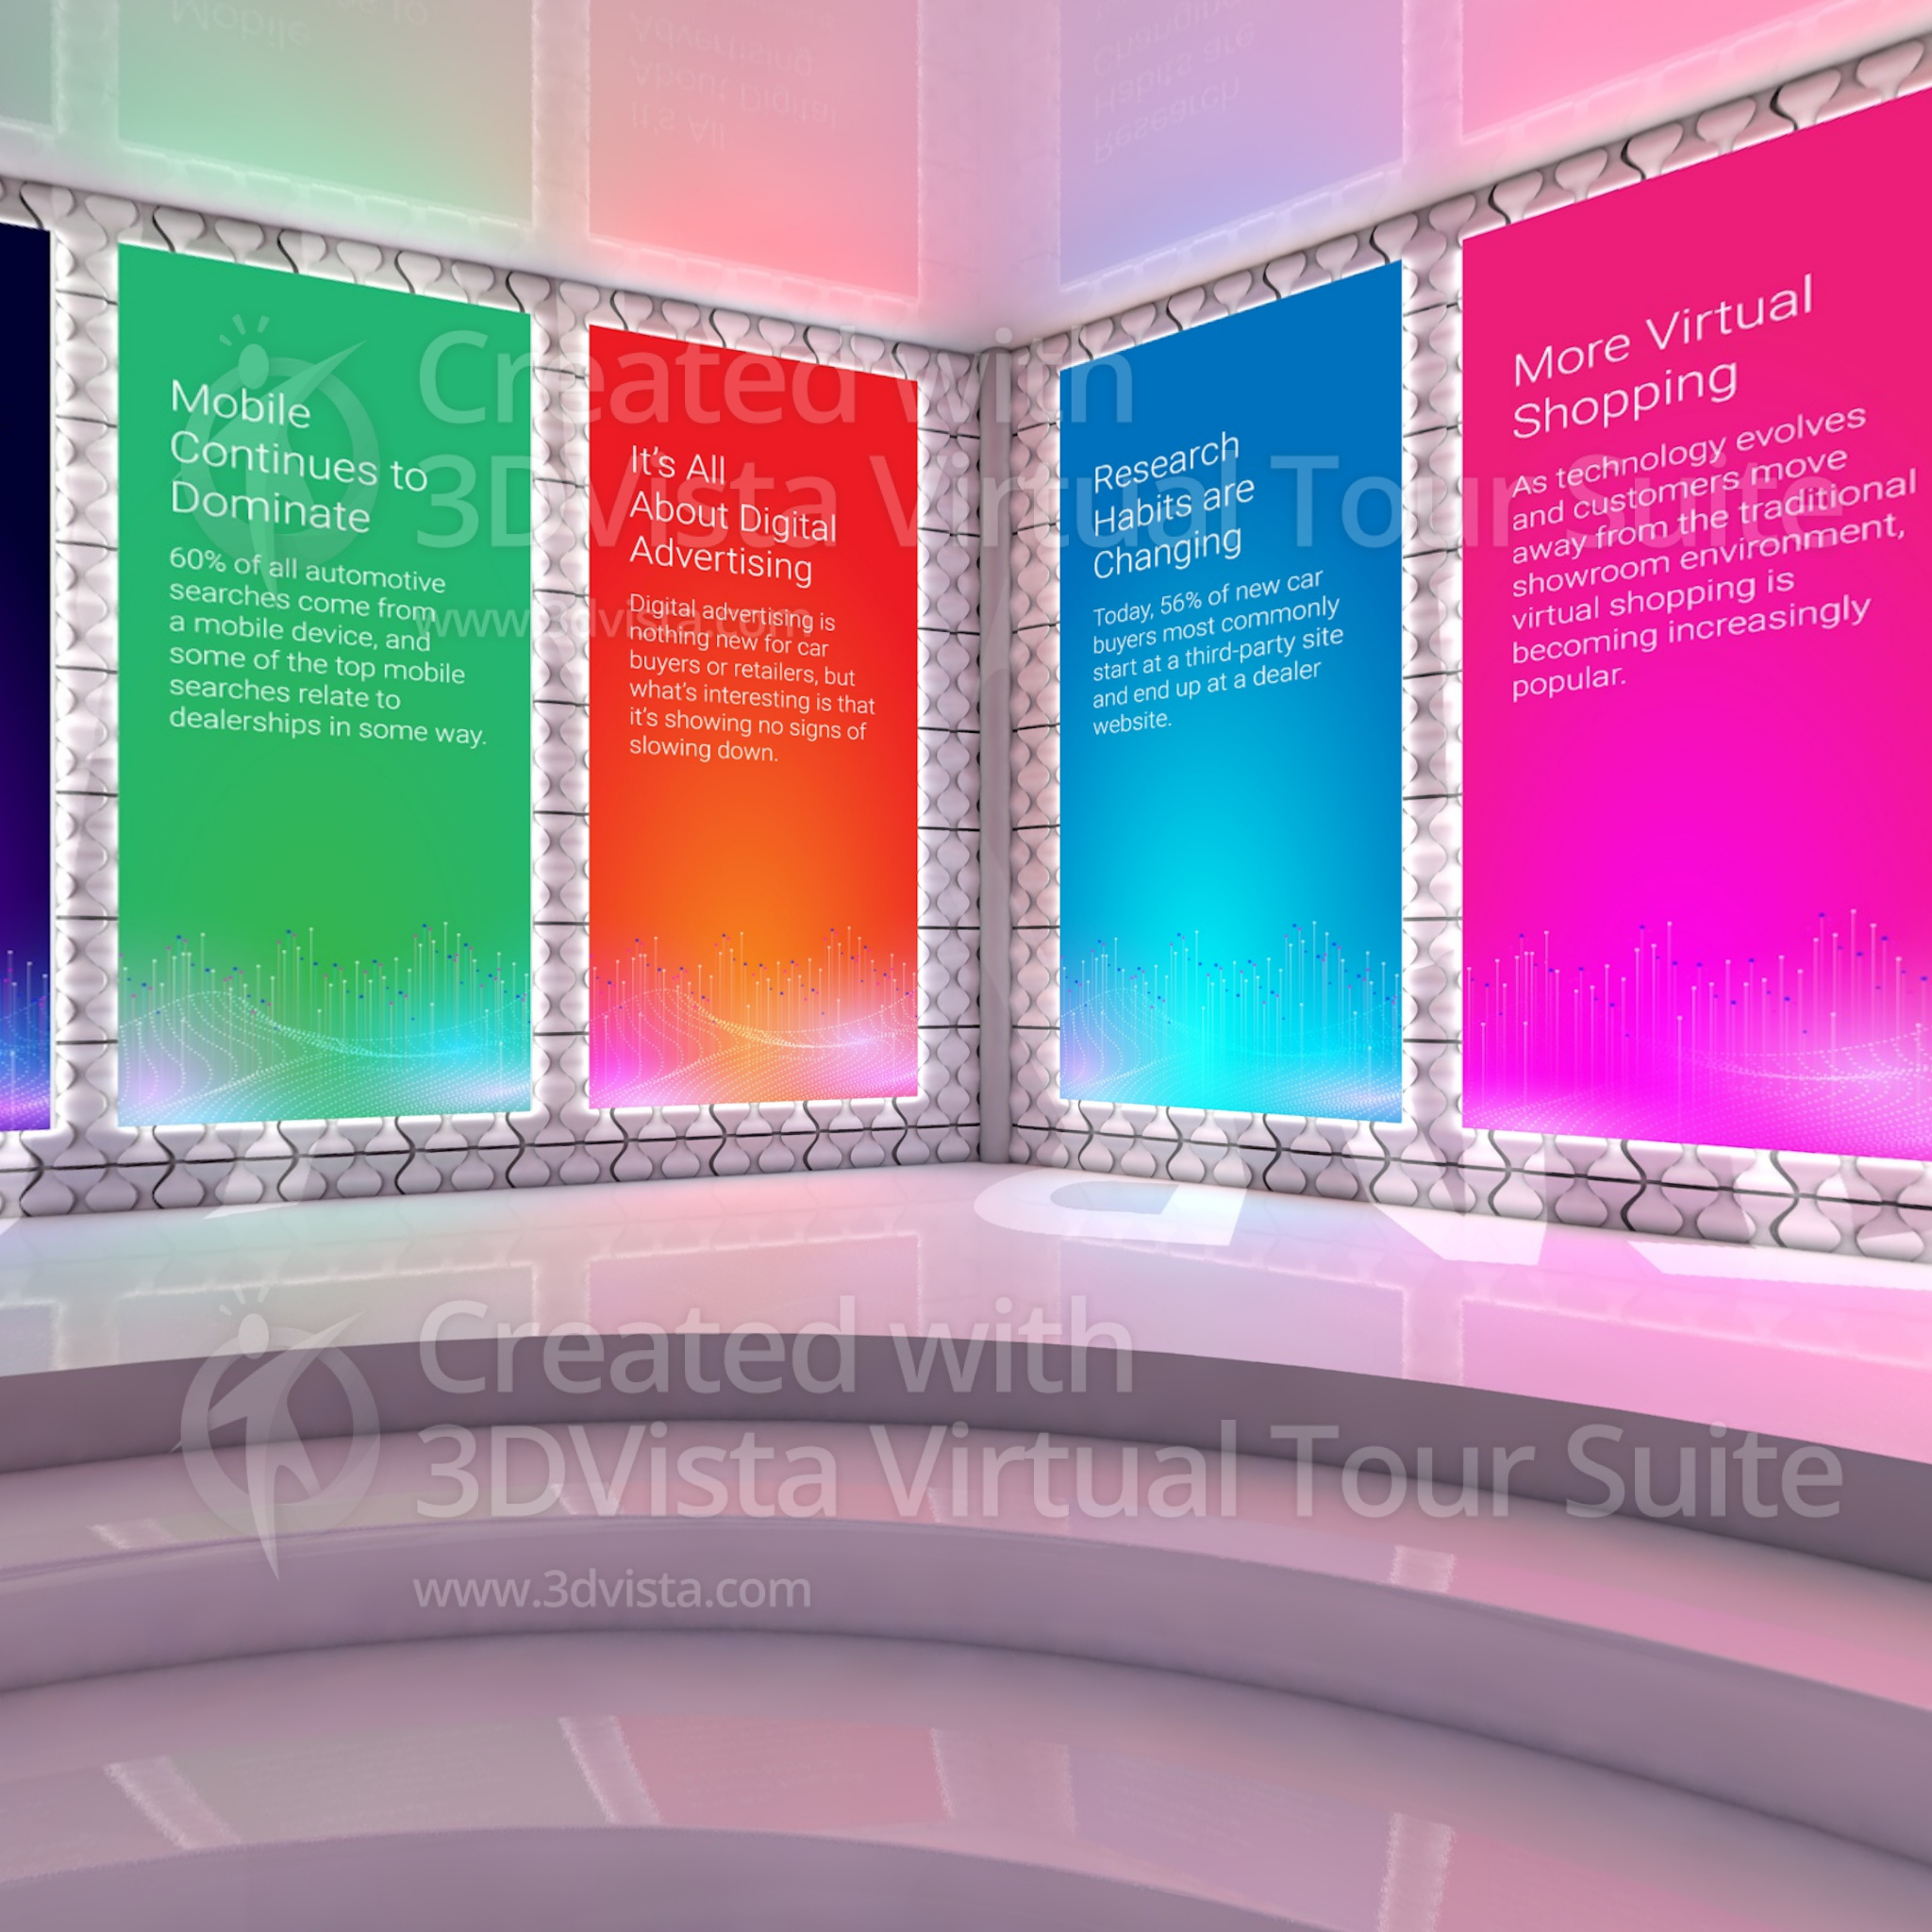 Mobile
Continues to
Dominate
60% of all automotive
searches come from
a mobile device, and
some of the top mobile
searches relate to
dealerships in some way.
It's All
About Digital
Advertising
Digital advertising is
nothing new for car
buyers or retailers, but
what's interesting is that
it's showing no signs of
slowing down.
Research
Habits are
Changing
Today, 56% of new car
buyers most commonly
start at a third-party site
and end up at a dealer
website.
More Virtual
Shopping
As technology evolves
and customers move
away from the traditional
showroom environment,
virtual shopping is
becoming increasingly
popular.
Created with
3DVista Virtual Tour Suite
www.3dvista.com
Created with
3DVista Virtual Tour Suite
www.3dvista.com